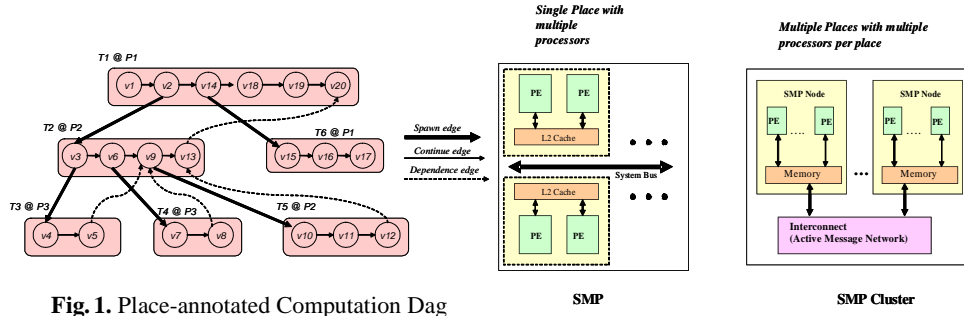 T1 @ P1
v1 v2 v14 v18 v19 v20
T2 @ P2
v3 v6 v9 v13
T6 @ P1
v15 v16 v17
T3 @ P3
v4 v5
T4 @ P3
v7 v8
T5 @ P2
v10 v11 v12
Spawn edge
Continue edge
Dependence edge
Fig. 1. Place-annotated Computation Dag
Single Place with
multiple
processors
PE PE
L2 Cache
System Bus
L2 Cache
PE PE
SMP
Multiple Places with multiple
processors per place
SMP Node SMP Node
PE .... PE PE .... PE
Memory ... Memory
Interconnect
(Active Message Network)
SMP Cluster